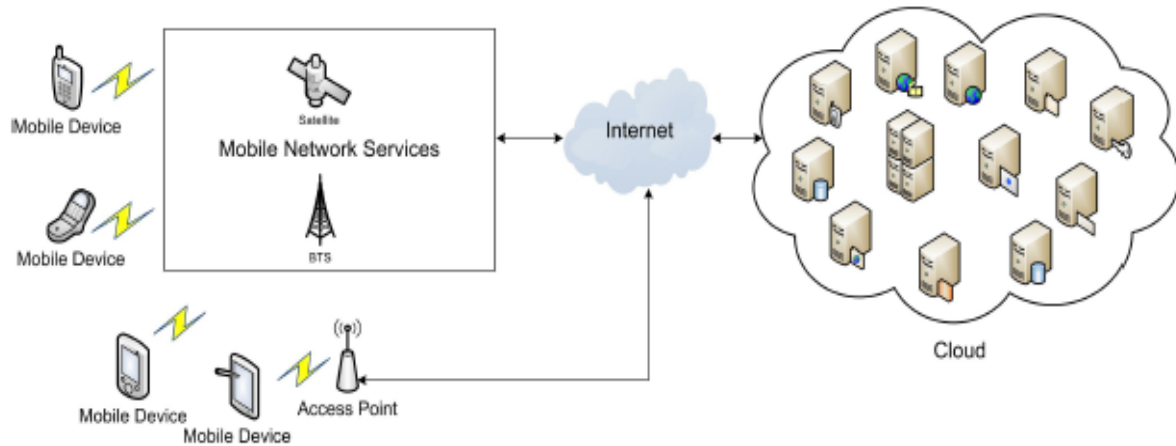 Mobile Device
Satellite
Mobile Network Services
BTS
Mobile Device
Internet
Cloud
Mobile Device
Mobile Device
Access Point